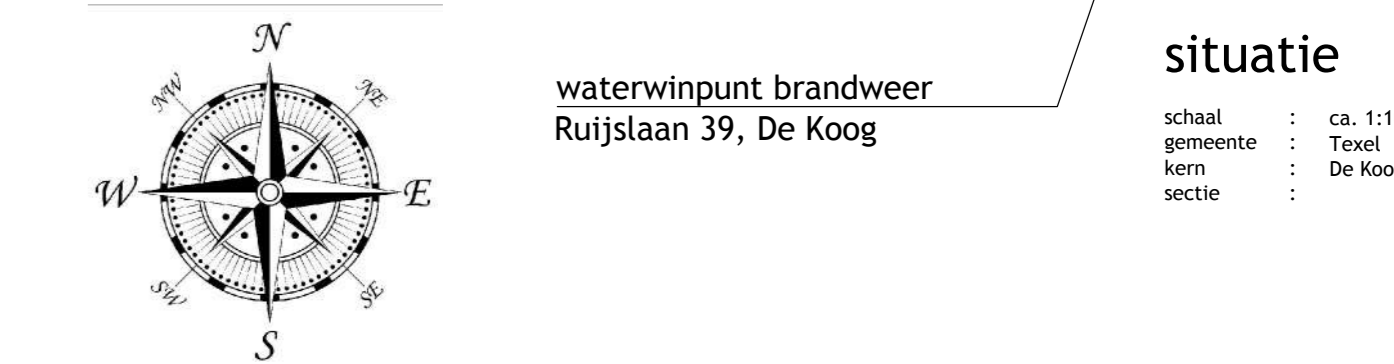 N
NW
NE
W
E
SW
SE
S
waterwinpunt brandweer
Ruijslaan 39, De Koog
situatie
schaal : ca. 1:1
gemeente : Texel
kern : De Koo
sectie :